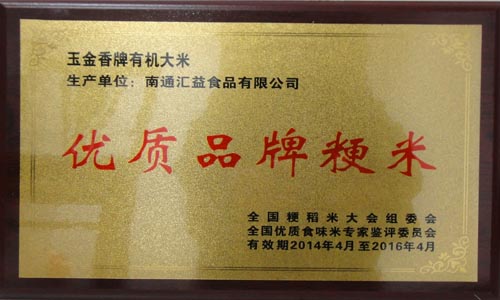 玉金香牌有机大米
生产单位：南通汇益食品有限公司
优质品牌粳米
全国粳稻米大会组委会
全国优质食味米专家鉴评委员会
有效期2014年4月至2016年4月